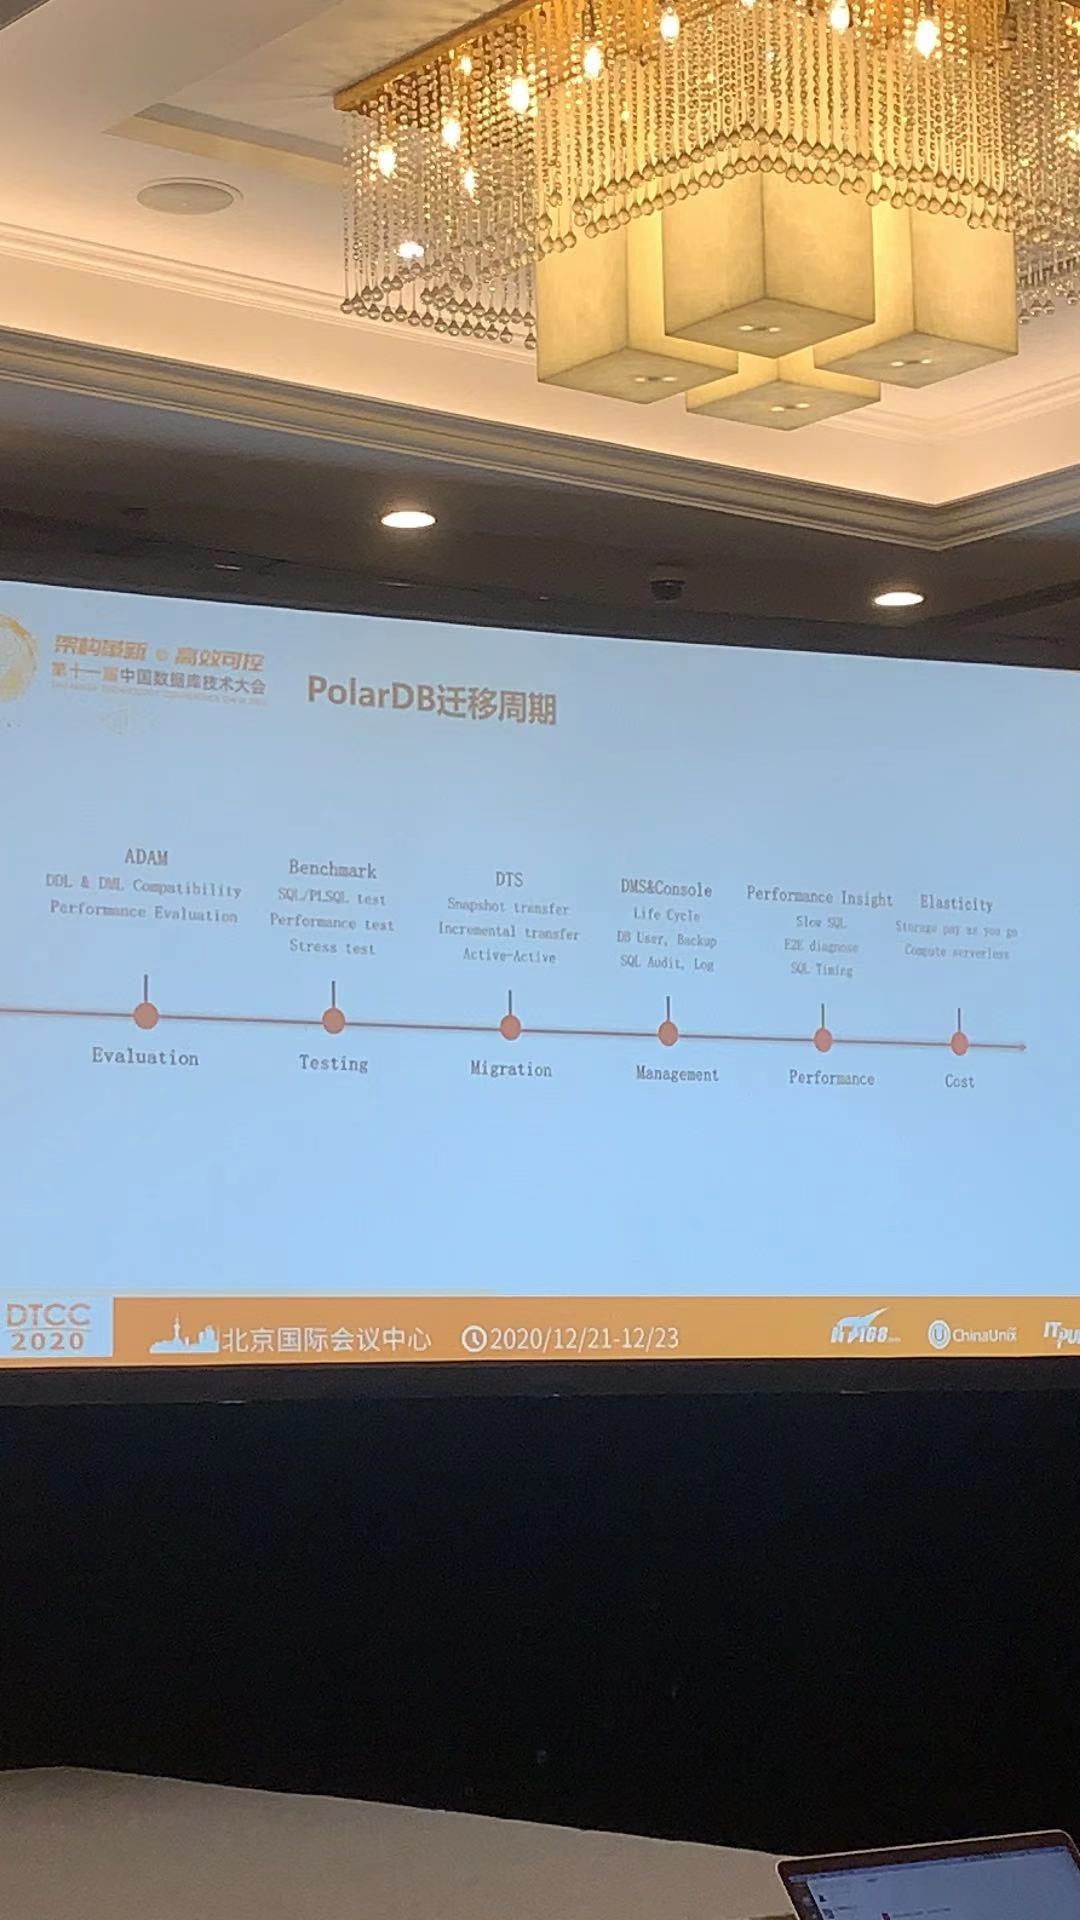 架构革新 高效可控
第十一届中国数据库技术大会
PolarDB迁移周期
ADAM
DDL & DML Compatibility
Performance Evaluation
Evaluation
Benchmark
SQL/PLSQL test
Performance test
Stress test
Testing
DTS
Snapshot transfer
Incremental transfer
Active-Active
Migration
DMS&Console
Life Cycle
DB User, Backup
SQL Audit, Log
Management
Performance Insight
Slow SQL
E2E diagnose
SQL Timing
Performance
Elasticity
Storage pay as you go
Compute serverless
Cost
DTCC
2020
北京国际会议中心
2020/12/21-12/23
ChinaUnix